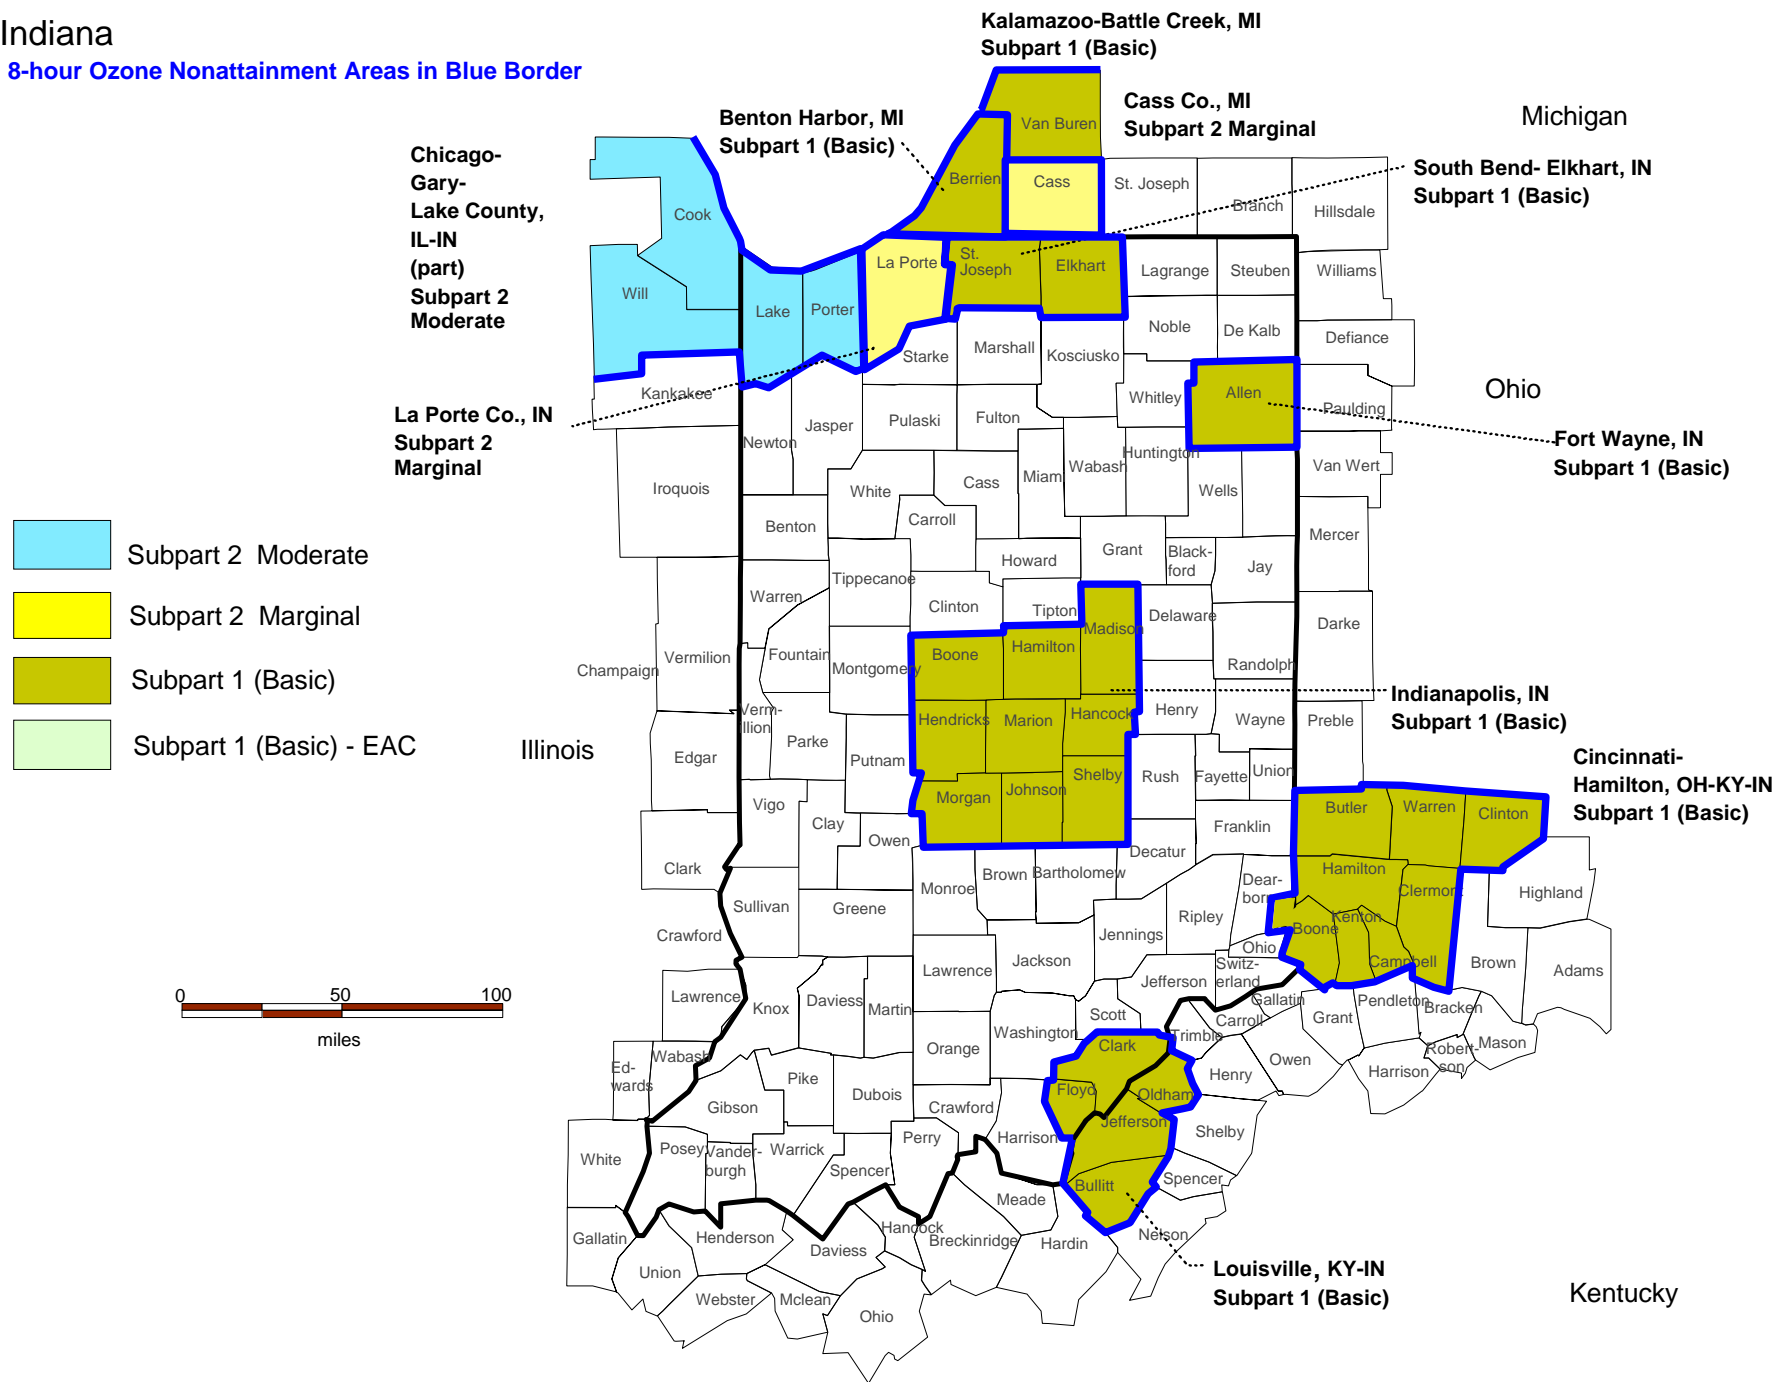 Indiana
8-hour Ozone Nonattainment Areas in Blue Border
Kalamazoo-Battle Creek, MI
Subpart 1 (Basic)
Benton Harbor, MI
Subpart 1 (Basic)
Cass Co., MI
Subpart 2 Marginal
Michigan
Chicago-
Gary-
Lake County,
IL-IN
(part)
Subpart 2
Moderate
South Bend- Elkhart, IN
Subpart 1 (Basic)
Van Buren
Berrien
Cass
St. Joseph
Branch
Hillsdale
Cook
Will
Lake
Porter
La Porte
St.
Joseph
Elkhart
Lagrange
Steuben
Williams
Noble
De Kalb
Defiance
Starke
Marshall
Kosciusko
Ohio
Kankakee
Whitley
Allen
Paulding
La Porte Co., IN
Subpart 2
Marginal
Newton
Jasper
Pulaski
Fulton
Fort Wayne, IN
Subpart 1 (Basic)
Iroquois
White
Cass
Miam
Wabash
Huntington
Wells
Van Wert
Benton
Carroll
Mercer
Subpart 2 Moderate
Subpart 2 Marginal
Subpart 1 (Basic)
Subpart 1 (Basic) - EAC
Howard
Grant
Black-
ford
Jay
Tippecanoe
Warren
Clinton
Tipton
Madison
Delaware
Darke
Champaign
Vermilion
Fountain
Montgomery
Boone
Hamilton
Randolph
Indianapolis, IN
Subpart 1 (Basic)
Illinois
Verm-
illion
Edgar
Parke
Putnam
Hendricks
Marion
Hancock
Henry
Wayne
Preble
Cincinnati-
Hamilton, OH-KY-IN
Subpart 1 (Basic)
Vigo
Clay
Morgan
Johnson
Shelby
Rush
Fayette
Union
Butler
Warren
Clinton
Clark
Owen
Franklin
Decatur
Sullivan
Greene
Monroe
Brown
Bartholomew
Dear-
born
Hamilton
Clermont
Highland
Crawford
Jennings
Ripley
Ohio
Boone
Kenton
Campbell
Brown
Adams
Lawrence
Knox
Daviess
Martin
Lawrence
Jackson
Jefferson
Switz-
erland
Gallatin
0 50 100
miles
Washington
Scott
Trimble
Carroll
Grant
Pendleton
Bracken
Mason
Robert-
son
Ed-
wards
Wabash
Orange
Clark
Henry
Owen
Harrison
Gibson
Pike
Dubois
Crawford
Floyd
Oldham
Harrison
Jefferson
Shelby
White
Posey
Vander-
burgh
Warrick
Spencer
Perry
Bullitt
Spencer
Meade
Nelson
Gallatin
Henderson
Daviess
Hancock
Breckinridge
Hardin
Louisville, KY-IN
Subpart 1 (Basic)
Kentucky
Union
Webster
Mclean
Ohio